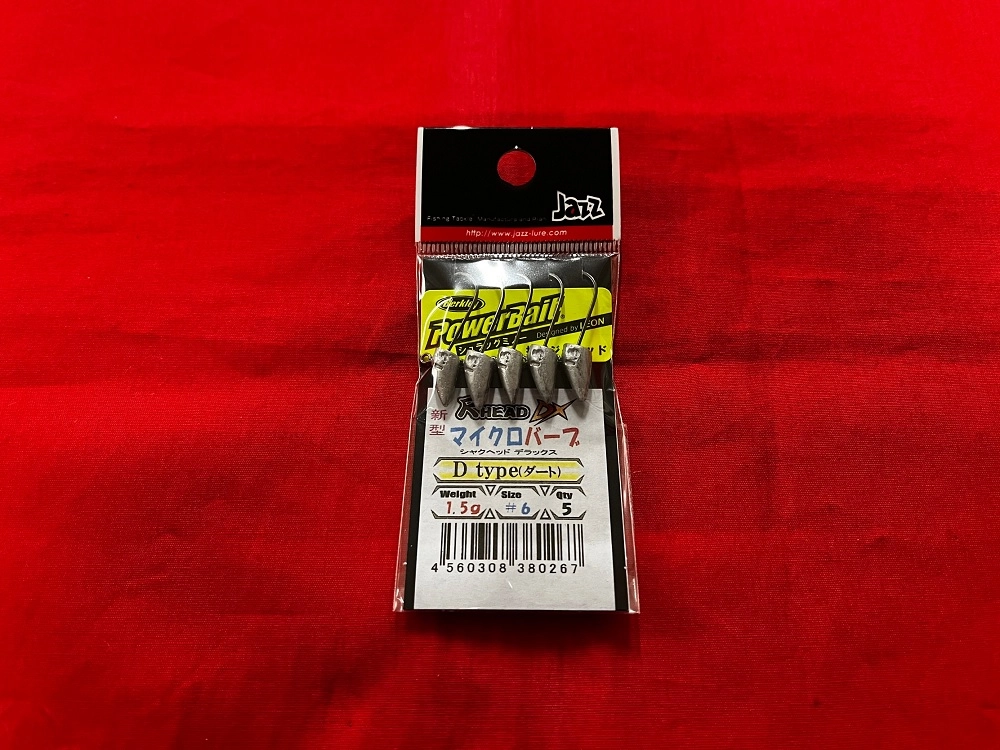 Jazz
Fishing Tackle Manufacture and Plan
http://www.jazz-lure.com
Berkley
PowerBait
Designed by LEON
HEAD DX
新型
マイクロバーブ
シャクヘッド デラックス
D type(ダート)
Weight Size Qty
1.5g #6 5
4 560308 380267